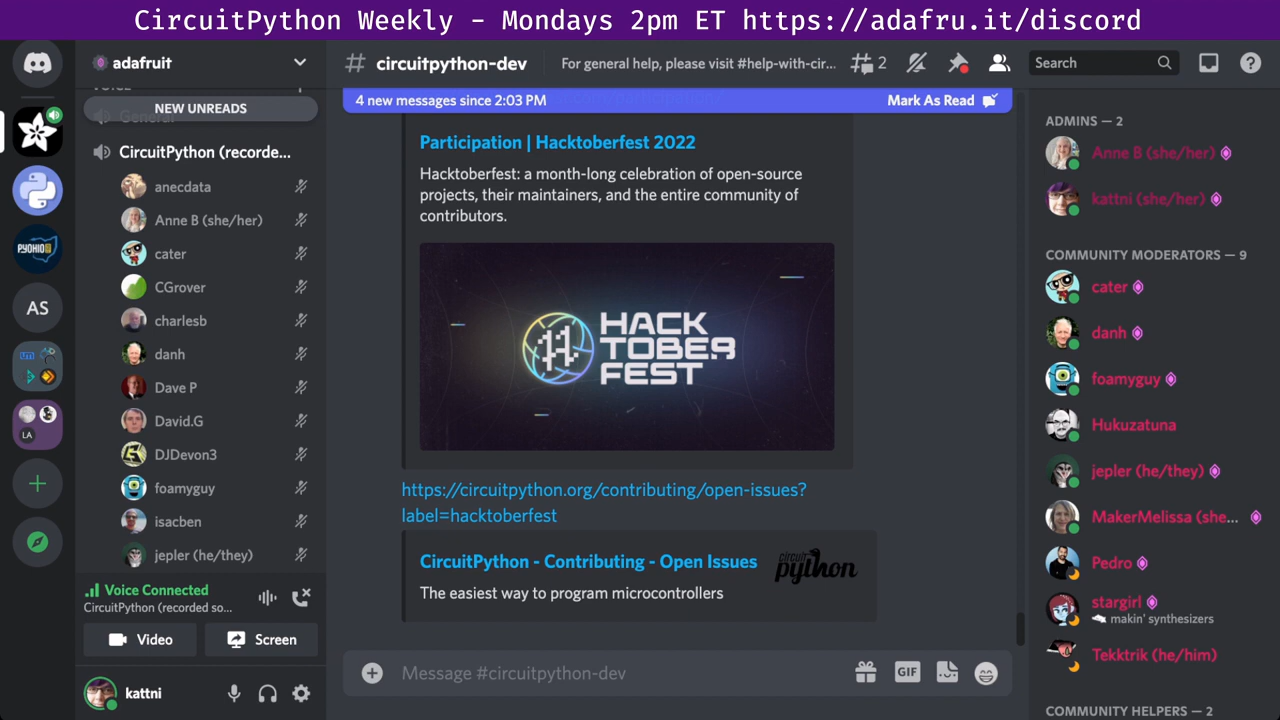 CircuitPython Weekly - Mondays 2pm ET https://adafru.it/discord
adafruit
NEW UNREADS
General
CircuitPython (recorde...
anecdata
Anne B (she/her)
cater
CGrover
charlesb
danh
Dave P
David.G
DJDevon3
foamyguy
isacben
jepler (he/they)
Voice Connected
CircuitPython (recorded so...
Video
Screen
kattni
PYOHIO
AS
LA
# circuitpython-dev
For general help, please visit #help-with-cir...
2
Search
4 new messages since 2:03 PM
Mark As Read
Participation | Hacktoberfest 2022
Hacktoberfest: a month-long celebration of open-source
projects, their maintainers, and the entire community of
contributors.
HACK
TOBER
FEST
https://circuitpython.org/contributing/open-issues?
label=hacktoberfest
CircuitPython - Contributing - Open Issues
circuit
python
The easiest way to program microcontrollers
Message #circuitpython-dev
GIF
ADMINS — 2
Anne B (she/her)
kattni (she/her)
COMMUNITY MODERATORS — 9
cater
danh
foamyguy
Hukuzatuna
jepler (he/they)
MakerMelissa (she...
Pedro
stargirl
makin' synthesizers
Tekktrik (he/him)
COMMUNITY HELPERS — 2